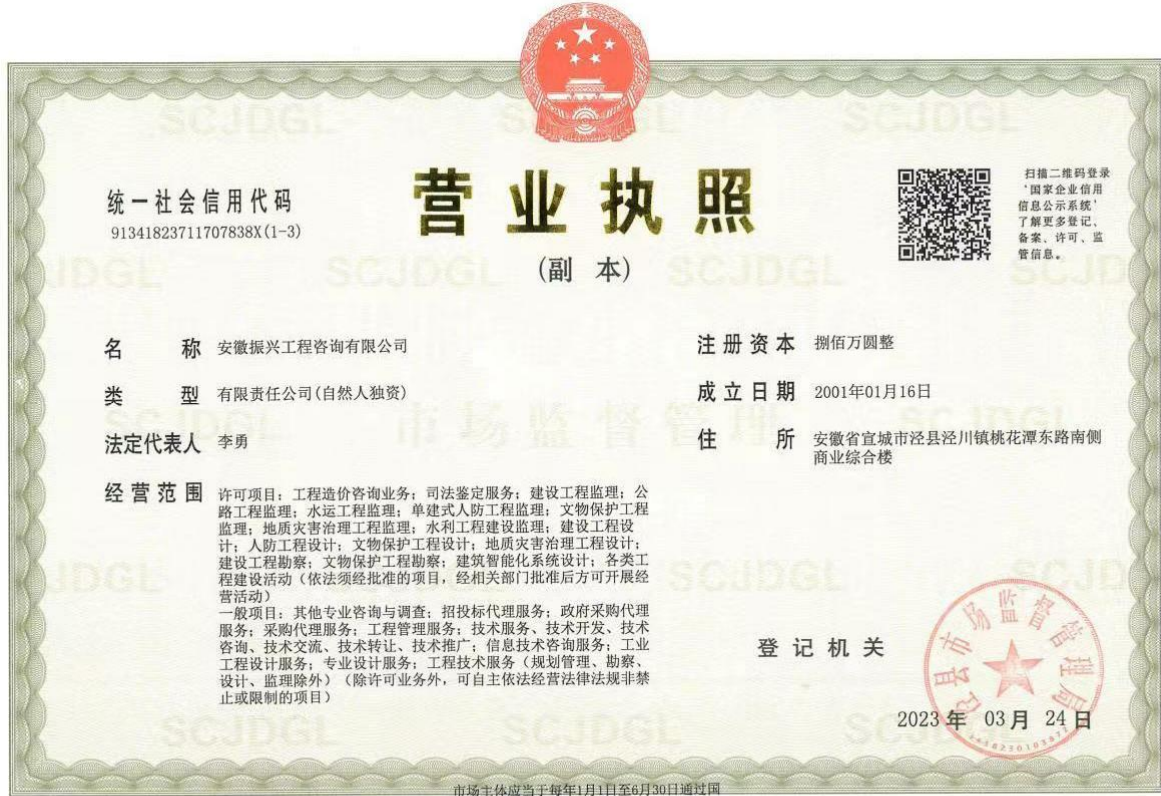 统一社会信用代码
91341823711707838X(1-3)
营业执照
(副 本)
扫描二维码登录
‘国家企业信用
信息公示系统’
了解更多登记、
备案、许可、监
管信息。
名 称 安徽振兴工程咨询有限公司
类 型 有限责任公司(自然人独资)
法定代表人 李勇
经营范围 许可项目：工程造价咨询业务；司法鉴定服务；建设工程监理；公
路工程监理；水运工程监理；单建式人防工程监理；文物保护工程
监理；地质灾害治理工程监理；水利工程建设监理；建设工程设
计；人防工程设计；文物保护工程设计；地质灾害治理工程设计；
建设工程勘察；文物保护工程勘察；建筑智能化系统设计；各类工
程建设活动（依法须经批准的项目，经相关部门批准后方可开展经
营活动）
一般项目：其他专业咨询与调查；招投标代理服务；政府采购代理
服务；采购代理服务；工程管理服务；技术服务、技术开发、技术
咨询、技术交流、技术转让、技术推广；信息技术咨询服务；工业
工程设计服务；专业设计服务；工程技术服务（规划管理、勘察、
设计、监理除外）（除许可业务外，可自主依法经营法律法规非禁
止或限制的项目）
注册资本 捌佰万圆整
成立日期 2001年01月16日
住 所 安徽省宣城市泾县泾川镇桃花潭东路南侧
商业综合楼
登记机关
泾县市场监督管理局
2023年 03月 24日
市场主体应当于每年1月1日至6月30日通过国
SCJDGL
市场监督管理